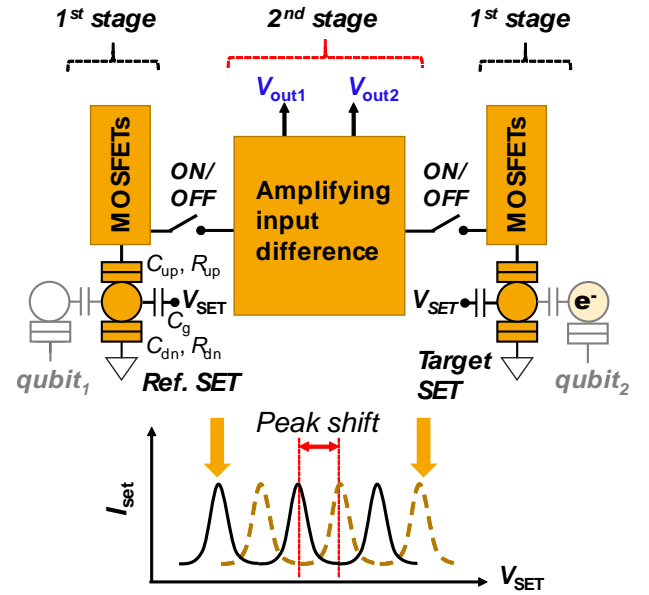 1st stage
2nd stage
1st stage
Vout1
Vout2
MOSFETs
ON/
OFF
Amplifying
input
difference
ON/
OFF
MOSFETs
Cup, Rup
VSET
Cg
VSET
e-
Cdn, Rdn
qubit1
Ref. SET
Target
SET
qubit2
Peak shift
Iset
VSET